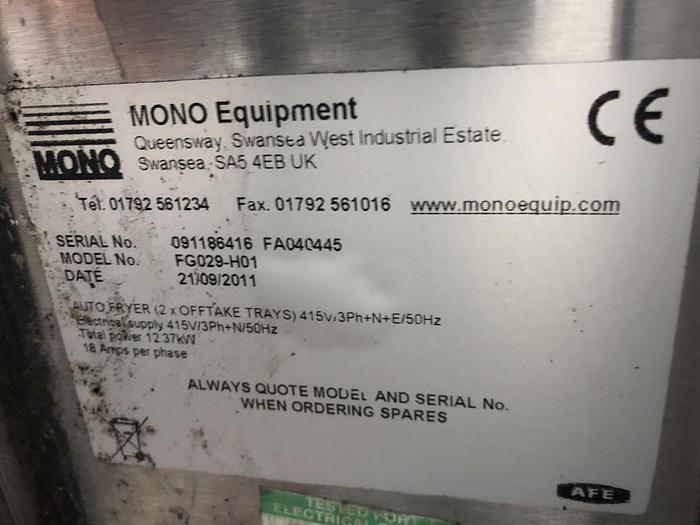 MONO Equipment
Queensway, Swansea West Industrial Estate,
Swansea, SA5 4EB UK
MONO
CE
Tel. 01792 561234 Fax. 01792 561016 www.monoequip.com
SERIAL No. 091186416 FA040445
MODEL No. FG029-H01
DATE 21/09/2011
AUTO FRYER (2 x OFFTAKE TRAYS) 415V/3Ph+N+E/50Hz
Electrical supply 415V/3Ph+N/50Hz
Total power 12.37kW
18 Amps per phase
ALWAYS QUOTE MODEL AND SERIAL No.
WHEN ORDERING SPARES
AFE
TESTED FOR
ELECTRICAL